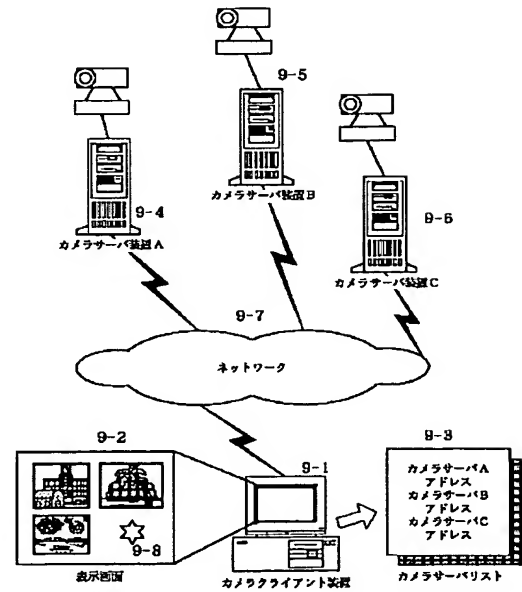 9-5
カメラサーバ装置B
9-4
カメラサーバ装置A
9-6
カメラサーバ装置C
9-7
ネットワーク
9-2
9-8
表示画面
9-1
カメラクライアント装置
9-3
カメラサーバA
アドレス
カメラサーバB
アドレス
カメラサーバC
アドレス
カメラサーバリスト